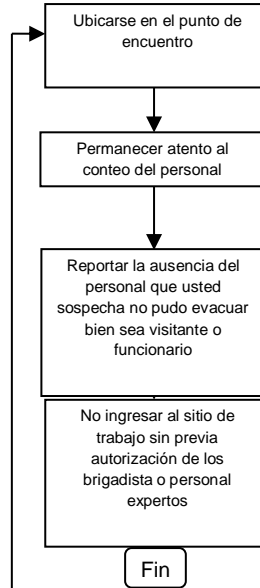 Ubicarse en el punto de
encuentro
Permanecer atento al
conteo del personal
Reportar la ausencia del
personal que usted
sospecha no pudo evacuar
bien sea visitante o
funcionario
No ingresar al sitio de
trabajo sin previa
autorización de los
brigadista o personal
expertos
Fin